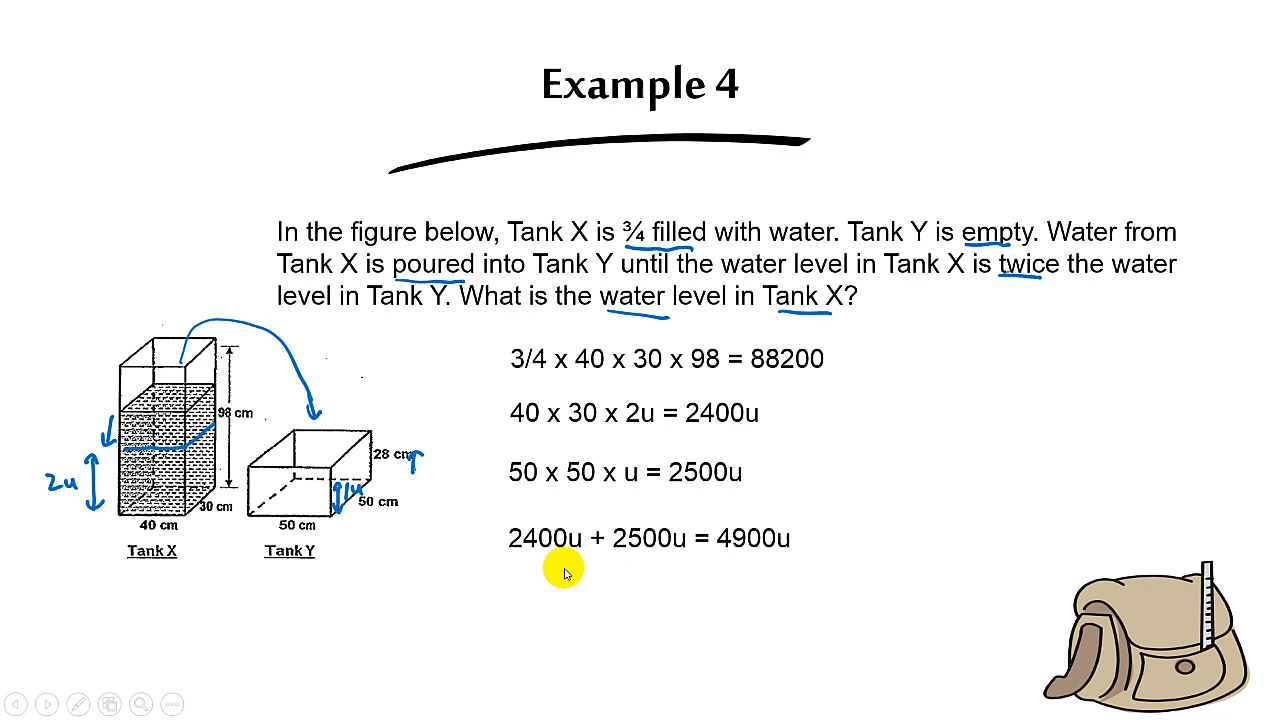 Example 4
In the figure below, Tank X is ¾ filled with water. Tank Y is empty. Water from
Tank X is poured into Tank Y until the water level in Tank X is twice the water
level in Tank Y. What is the water level in Tank X?
3/4 x 40 x 30 x 98 = 88200
40 x 30 x 2u = 2400u
50 x 50 x u = 2500u
2400u + 2500u = 4900u
98 cm
28 cm
2u
1u
30 cm
50 cm
40 cm
50 cm
Tank X
Tank Y